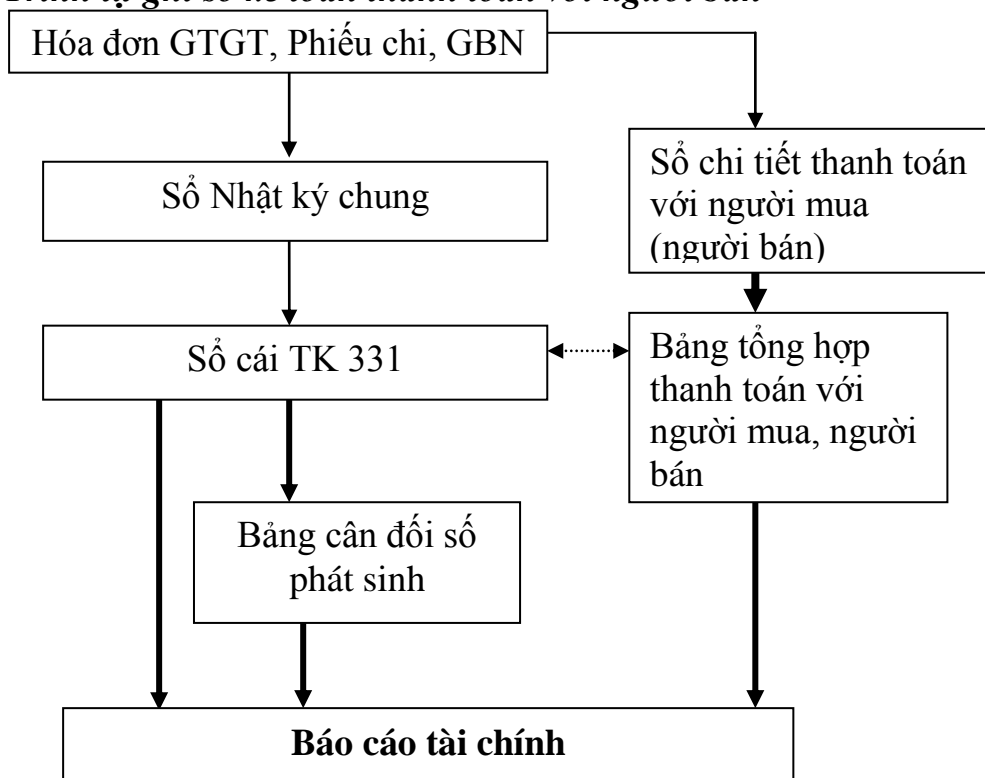 Hóa đơn GTGT, Phiếu chi, GBN
Sổ Nhật ký chung
Sổ chi tiết thanh toán
với người mua
(người bán)
Sổ cái TK 331
Bảng tổng hợp
thanh toán với
người mua, người
bán
Bảng cân đối số
phát sinh
Báo cáo tài chính